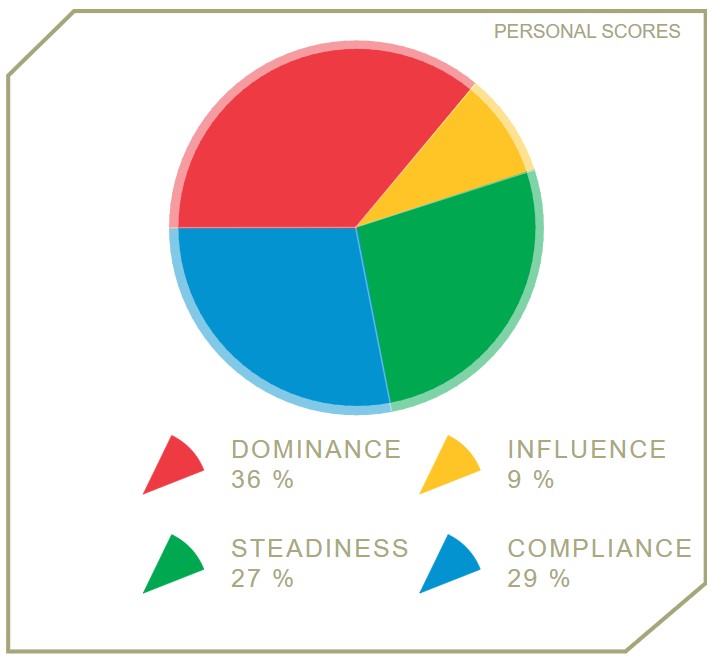 PERSONAL SCORES
DOMINANCE
36 %
INFLUENCE
9 %
STEADINESS
27 %
COMPLIANCE
29 %